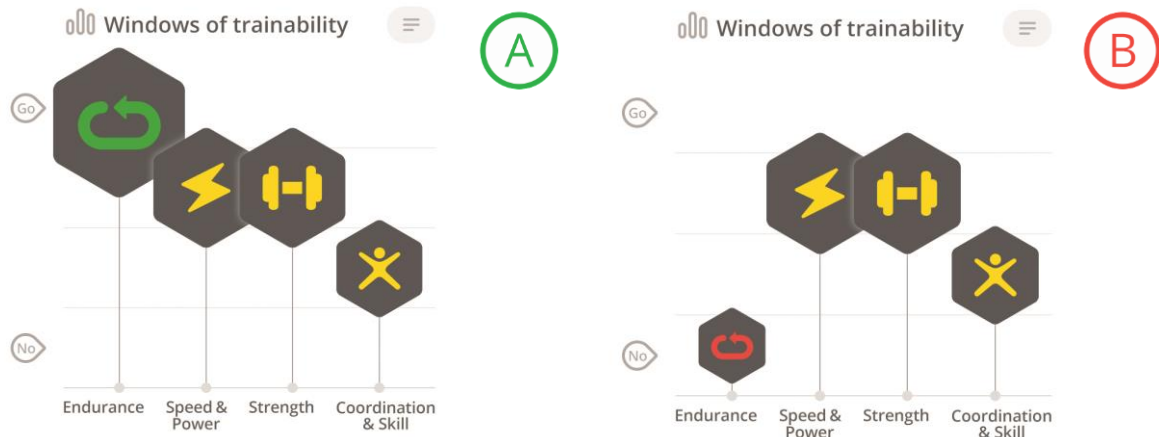 Windows of trainability
A
Go
No
Endurance
Speed &
Power
Strength
Coordination
& Skill
Windows of trainability
B
Go
No
Endurance
Speed &
Power
Strength
Coordination
& Skill